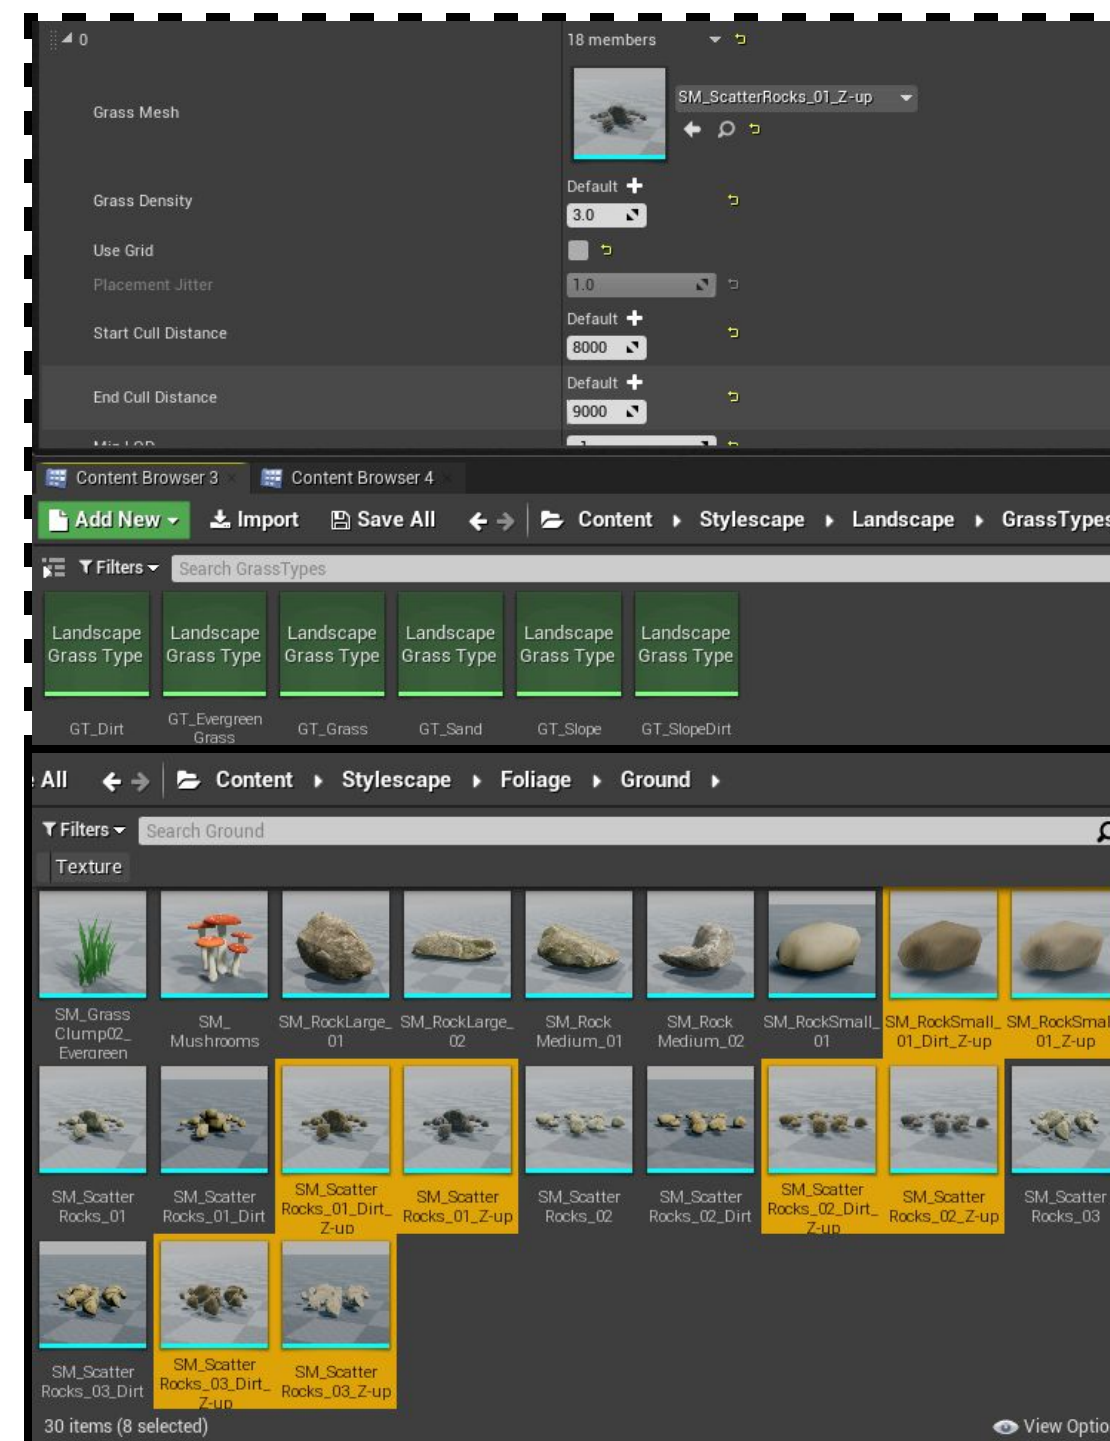 0
18 members
Grass Mesh
SM_ScatterRocks_01_Z-up
Grass Density
Default
3.0
Use Grid
Placement Jitter
1.0
Start Cull Distance
Default
8000
End Cull Distance
Default
9000
Content Browser 3
Content Browser 4
Add New
Import
Save All
Content
Stylescape
Landscape
GrassTypes
Filters
Search GrassTypes
Landscape
Grass Type
Landscape
Grass Type
Landscape
Grass Type
Landscape
Grass Type
Landscape
Grass Type
Landscape
Grass Type
GT_Dirt
GT_Evergreen
Grass
GT_Grass
GT_Sand
GT_Slope
GT_SlopeDirt
All
Content
Stylescape
Foliage
Ground
Filters
Search Ground
Texture
SM_Grass
Clump02_
Evergreen
SM_
Mushrooms
SM_RockLarge_
01
SM_RockLarge_
02
SM_Rock
Medium_01
SM_Rock
Medium_02
SM_RockSmall_
01
SM_RockSmall_
01_Dirt_Z-up
SM_RockSmal
01_Z-up
SM_Scatter
Rocks_01
SM_Scatter
Rocks_01_Dirt
SM_Scatter
Rocks_01_Dirt_
Z-up
SM_Scatter
Rocks_01_Z-up
SM_Scatter
Rocks_02
SM_Scatter
Rocks_02_Dirt
SM_Scatter
Rocks_02_Dirt_
Z-up
SM_Scatter
Rocks_02_Z-up
SM_Scatter
Rocks_03
SM_Scatter
Rocks_03_Dirt
SM_Scatter
Rocks_03_Dirt_
Z-up
SM_Scatter
Rocks_03_Z-up
30 items (8 selected)
View Optio